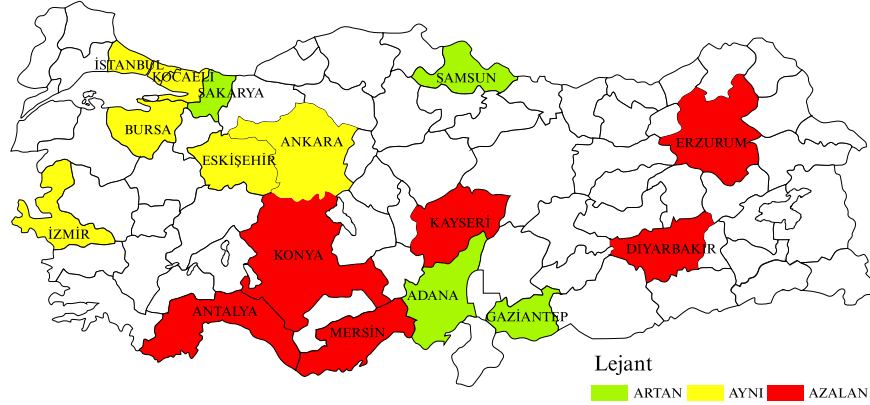 İSTANBUL
KOCAELİ
SAKARYA
SAMSUN
BURSA
ANKARA
ESKİŞEHİR
ERZURUM
İZMİR
KAYSERİ
KONYA
DİYARBAKIR
ADANA
ANTALYA
GAZİANTEP
MERSİN
Lejant
ARTAN AYNI AZALAN